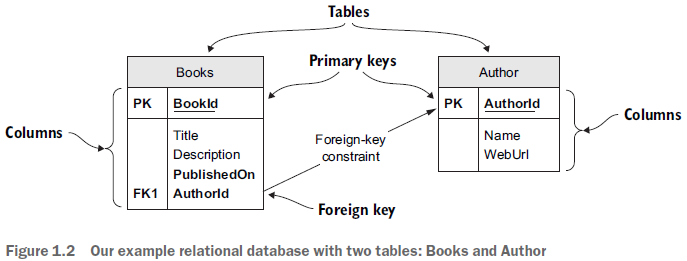 Tables
Primary keys
Books
PK BookId
Title
Description
PublishedOn
FK1 AuthorId
Columns
Foreign-key
constraint
Foreign key
Author
PK AuthorId
Name
WebUrl
Columns
Figure 1.2 Our example relational database with two tables: Books and Author